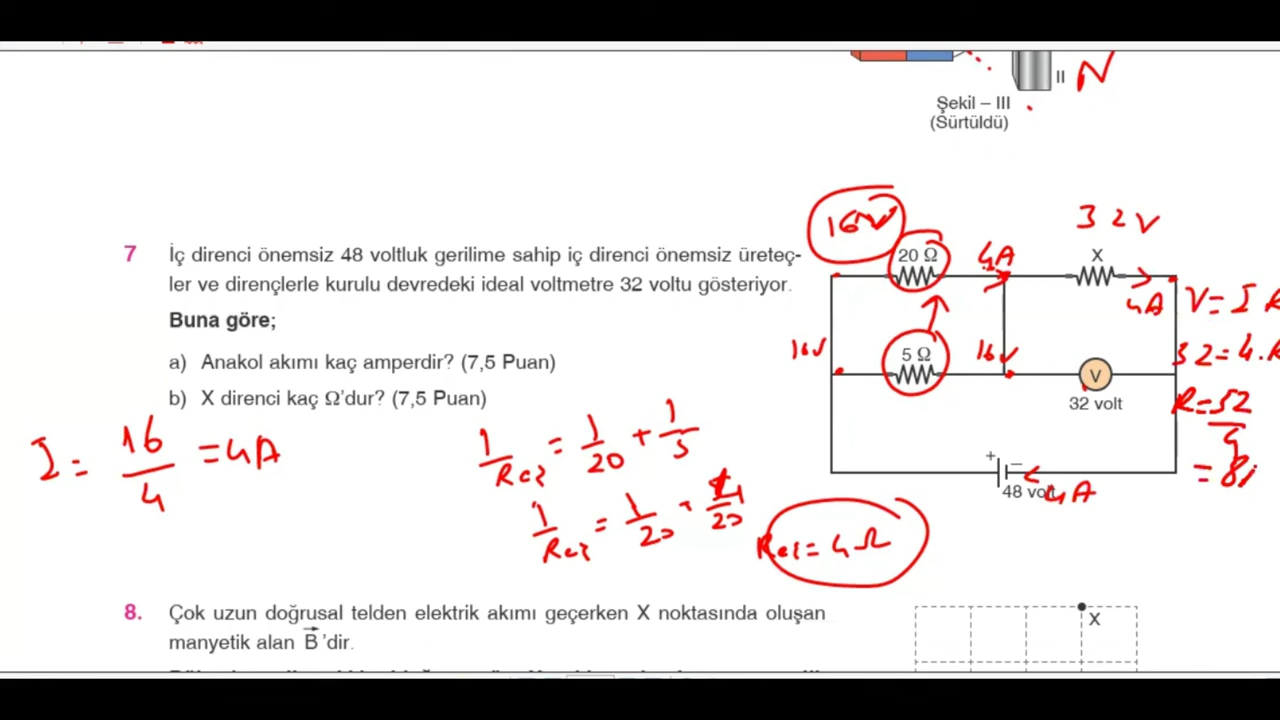 II
N
Şekil – III
(Sürtüldü)
7 İç direnci önemsiz 48 voltluk gerilime sahip iç direnci önemsiz üreteç-
ler ve dirençlerle kurulu devredeki ideal voltmetre 32 voltu gösteriyor.
Buna göre;
a) Anakol akımı kaç amperdir? (7,5 Puan)
b) X direnci kaç Ω'dur? (7,5 Puan)
16V
32V
20 Ω
4A
X
4A
V = I R
16V
5 Ω
16V
V
32 = 4.R
32 volt
R = 32/4
= 8
+ –
48 volt
4A
I = 16/4 = 4A
1/Reş = 1/20 + 1/5
1/Reş = 1/20 + 4/20
Reş = 4Ω
8. Çok uzun doğrusal telden elektrik akımı geçerken X noktasında oluşan
manyetik alan B⃗'dir.
X